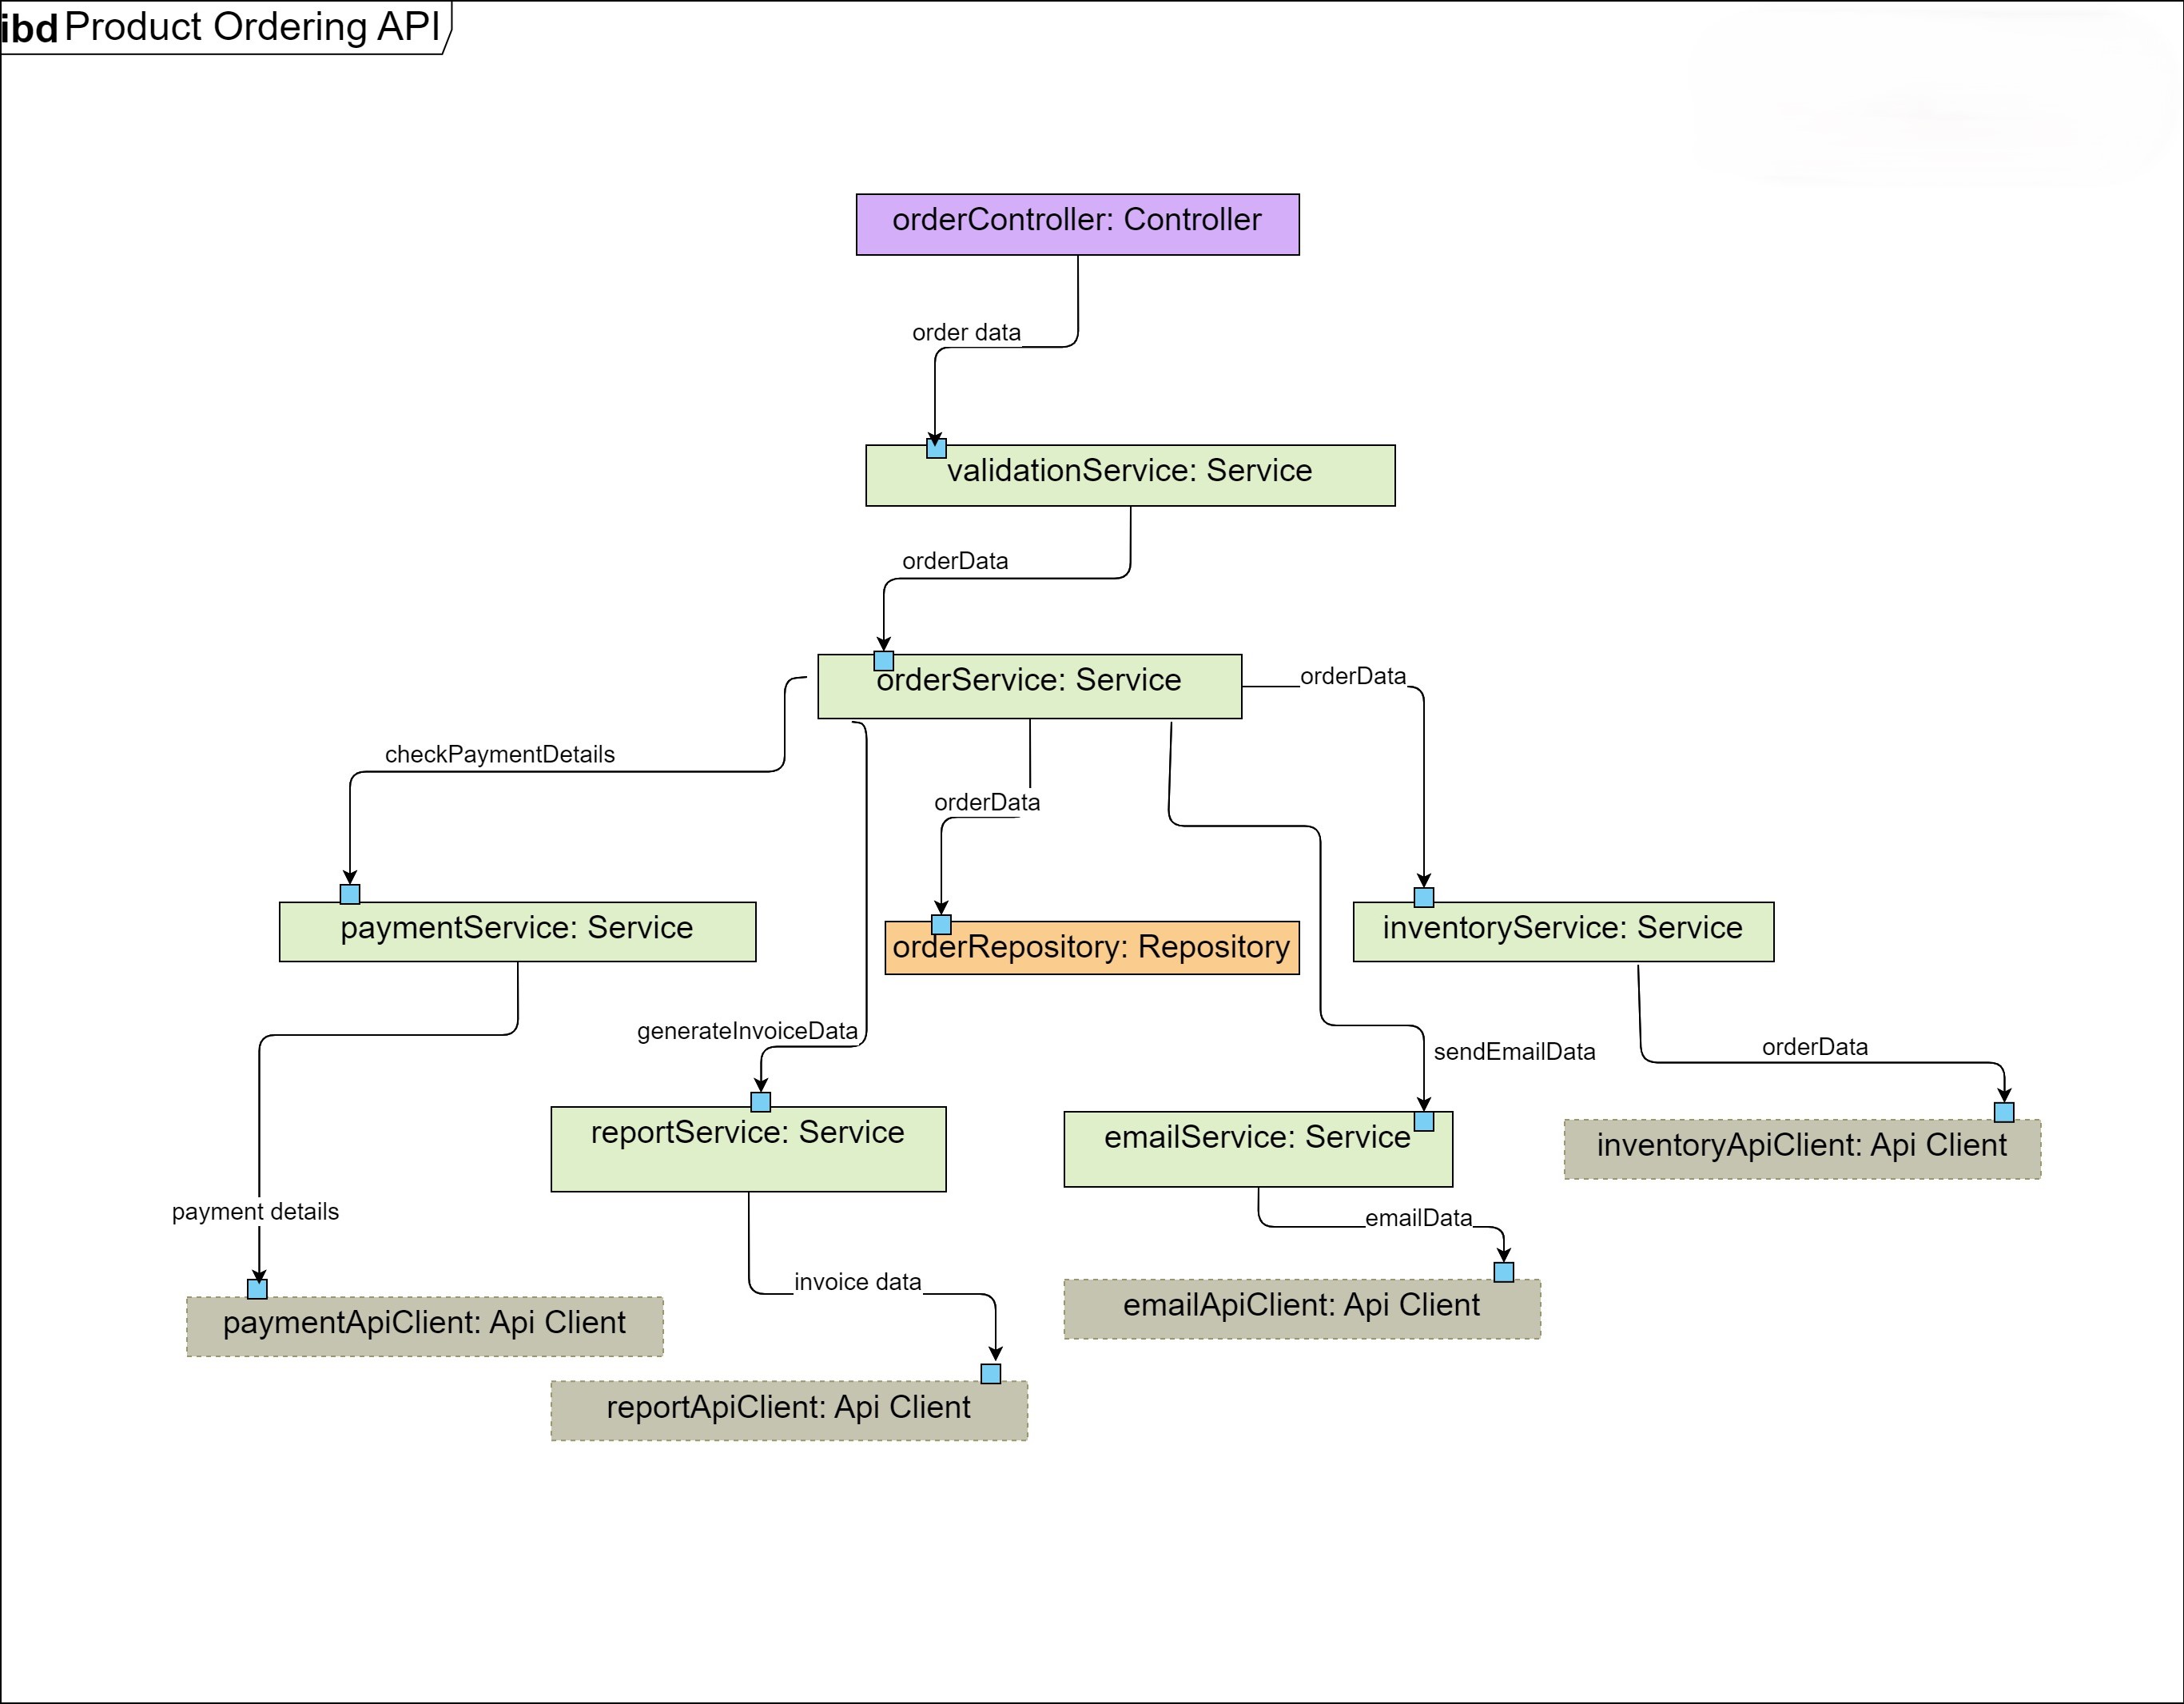 ibd Product Ordering API
orderController: Controller
order data
validationService: Service
orderData
orderService: Service
orderData
checkPaymentDetails
orderData
paymentService: Service
orderRepository: Repository
inventoryService: Service
generateInvoiceData
sendEmailData
orderData
reportService: Service
emailService: Service
inventoryApiClient: Api Client
payment details
emailData
invoice data
paymentApiClient: Api Client
emailApiClient: Api Client
reportApiClient: Api Client